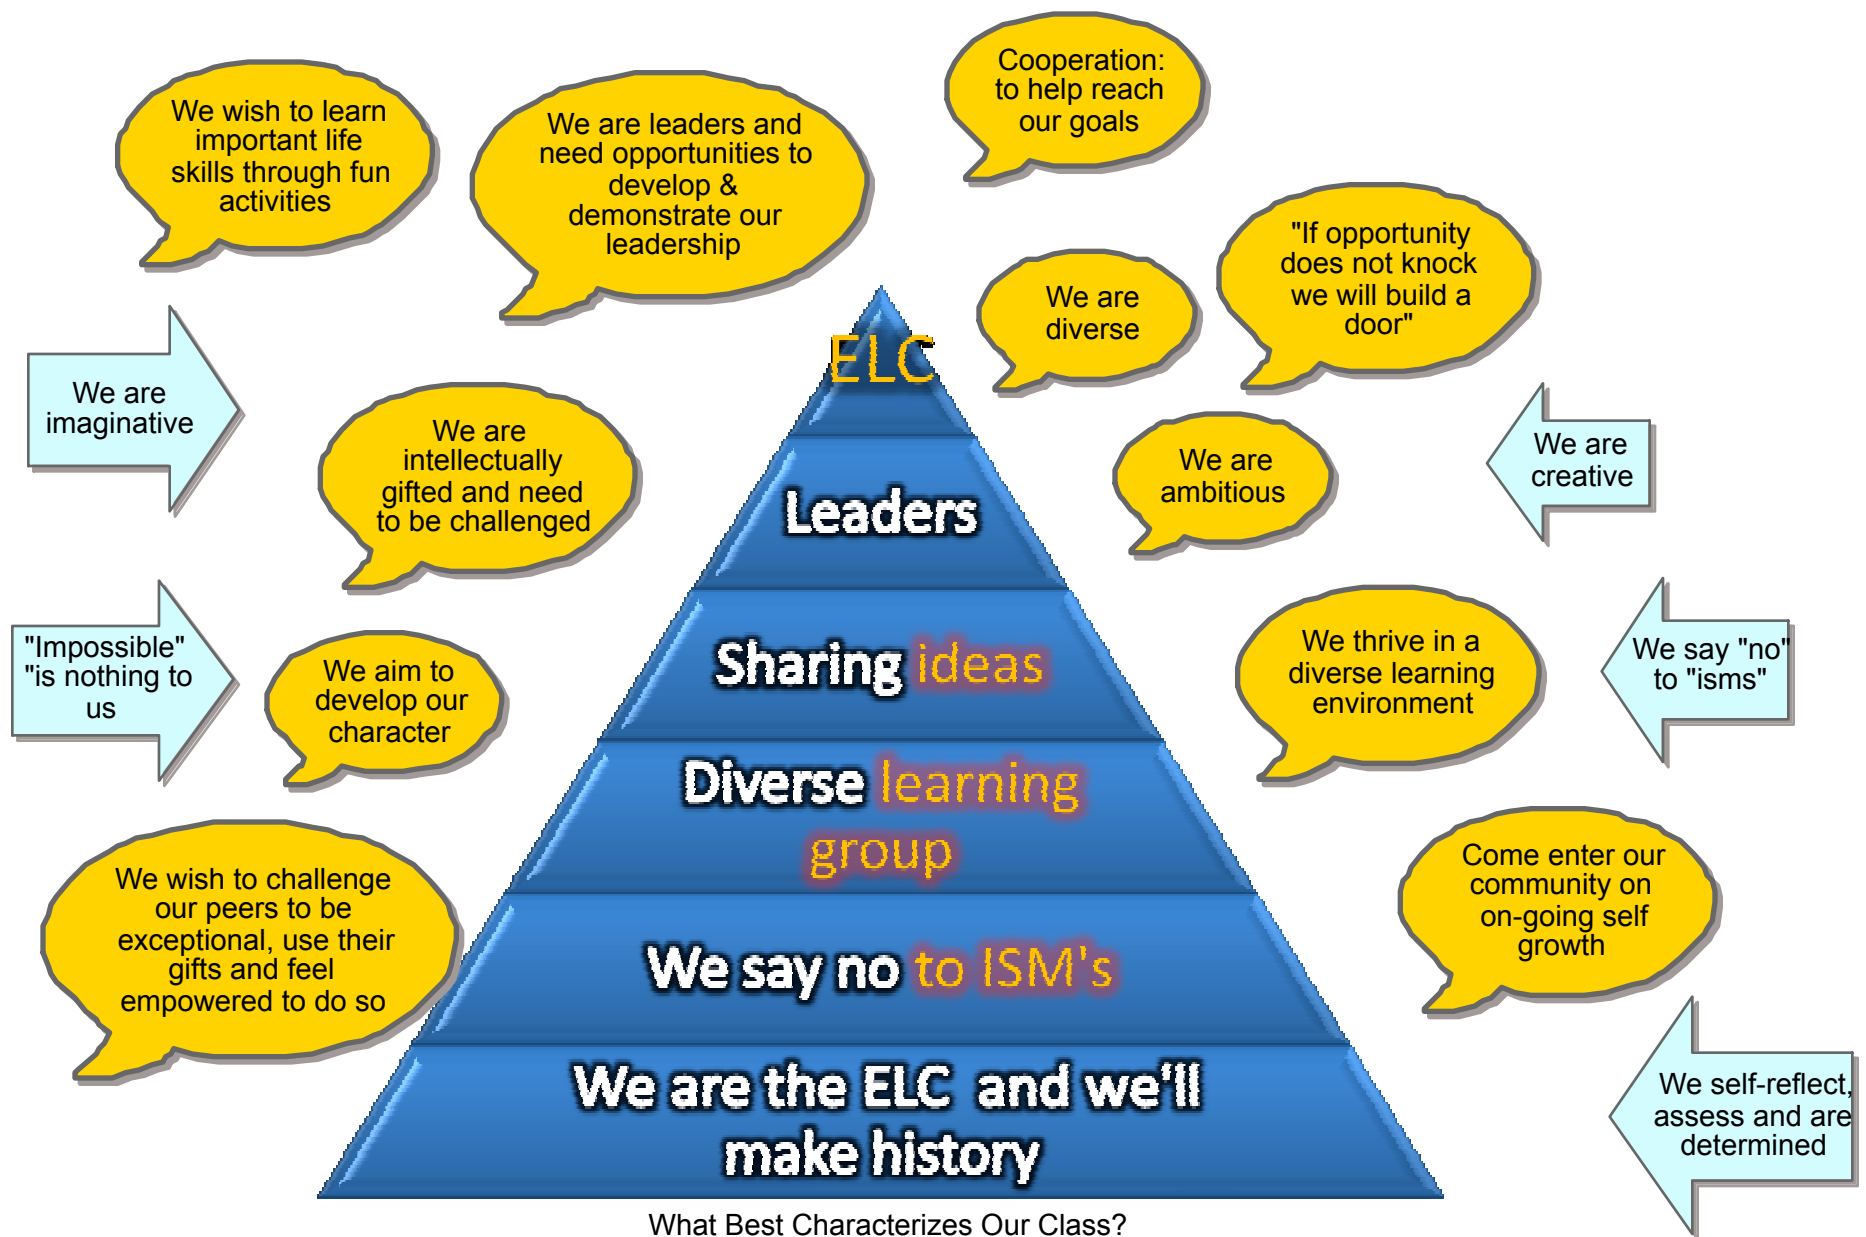 We wish to learn
important life
skills through fun
activities
We are leaders and
need opportunities to
develop &
demonstrate our
leadership
Cooperation:
to help reach
our goals
We are
diverse
"If opportunity
does not knock
we will build a
door"
We are
imaginative
We are
intellectually
gifted and need
to be challenged
We are
ambitious
We are
creative
"Impossible"
"is nothing to
us
We aim to
develop our
character
We thrive in a
diverse learning
environment
We say "no"
to "isms"
We wish to challenge
our peers to be
exceptional, use their
gifts and feel
empowered to do so
Come enter our
community on
on-going self
growth
We self-reflect,
assess and are
determined
ELC
Leaders
Sharing ideas
Diverse learning
group
We say no to ISM's
We are the ELC and we'll
make history
What Best Characterizes Our Class?